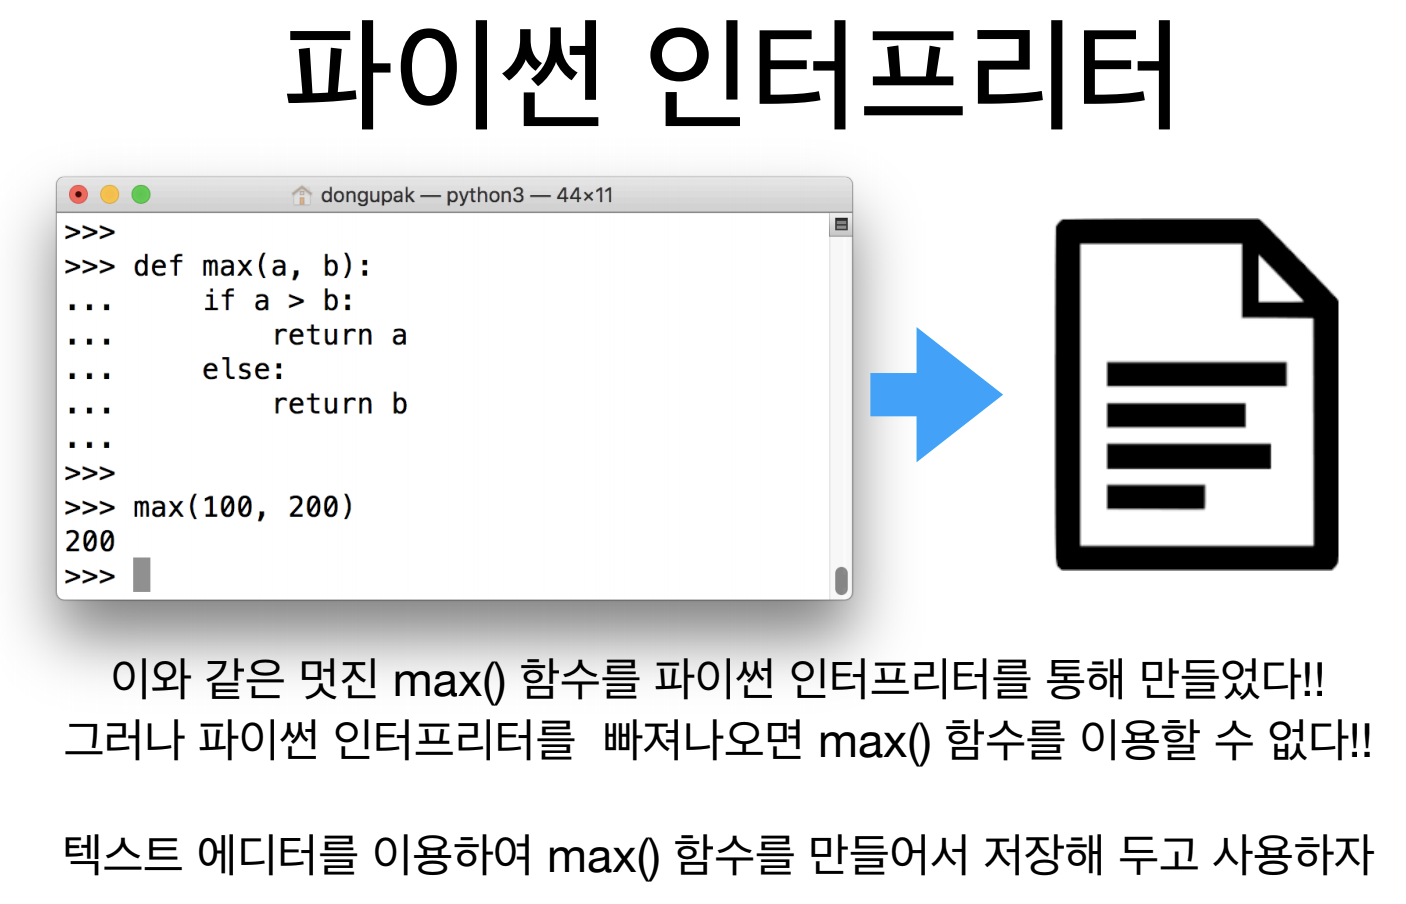 파이썬 인터프리터
dongupak — python3 — 44×11
>>>
>>> def max(a, b):
...     if a > b:
...         return a
...     else:
...         return b
...
>>>
>>> max(100, 200)
200
>>>
이와 같은 멋진 max() 함수를 파이썬 인터프리터를 통해 만들었다!!
그러나 파이썬 인터프리터를  빠져나오면 max() 함수를 이용할 수 없다!!
텍스트 에디터를 이용하여 max() 함수를 만들어서 저장해 두고 사용하자